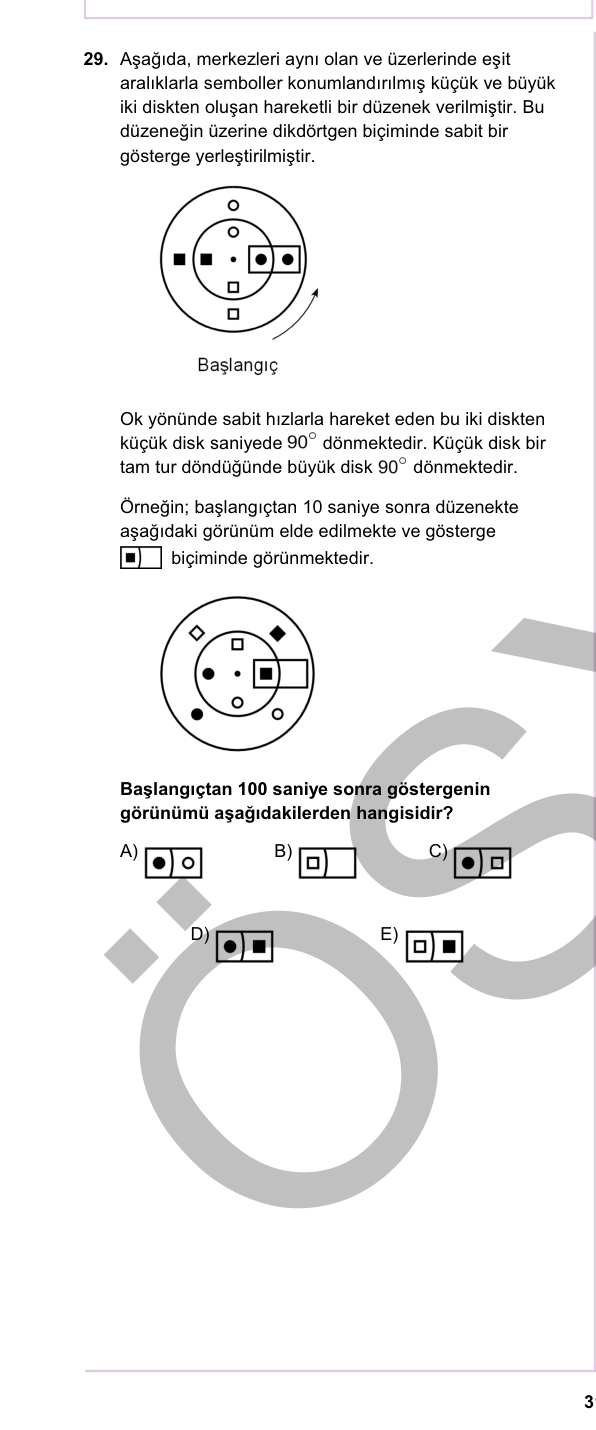 29. Aşağıda, merkezleri aynı olan ve üzerlerinde eşit
aralıklarla semboller konumlandırılmış küçük ve büyük
iki diskten oluşan hareketli bir düzenek verilmiştir. Bu
düzeneğin üzerine dikdörtgen biçiminde sabit bir
gösterge yerleştirilmiştir.
Başlangıç
Ok yönünde sabit hızlarla hareket eden bu iki diskten
küçük disk saniyede 90° dönmektedir. Küçük disk bir
tam tur döndüğünde büyük disk 90° dönmektedir.
Örneğin; başlangıçtan 10 saniye sonra düzenekte
aşağıdaki görünüm elde edilmekte ve gösterge
biçiminde görünmektedir.
Başlangıçtan 100 saniye sonra göstergenin
görünümü aşağıdakilerden hangisidir?
A) B) C)
D) E)
ÖS